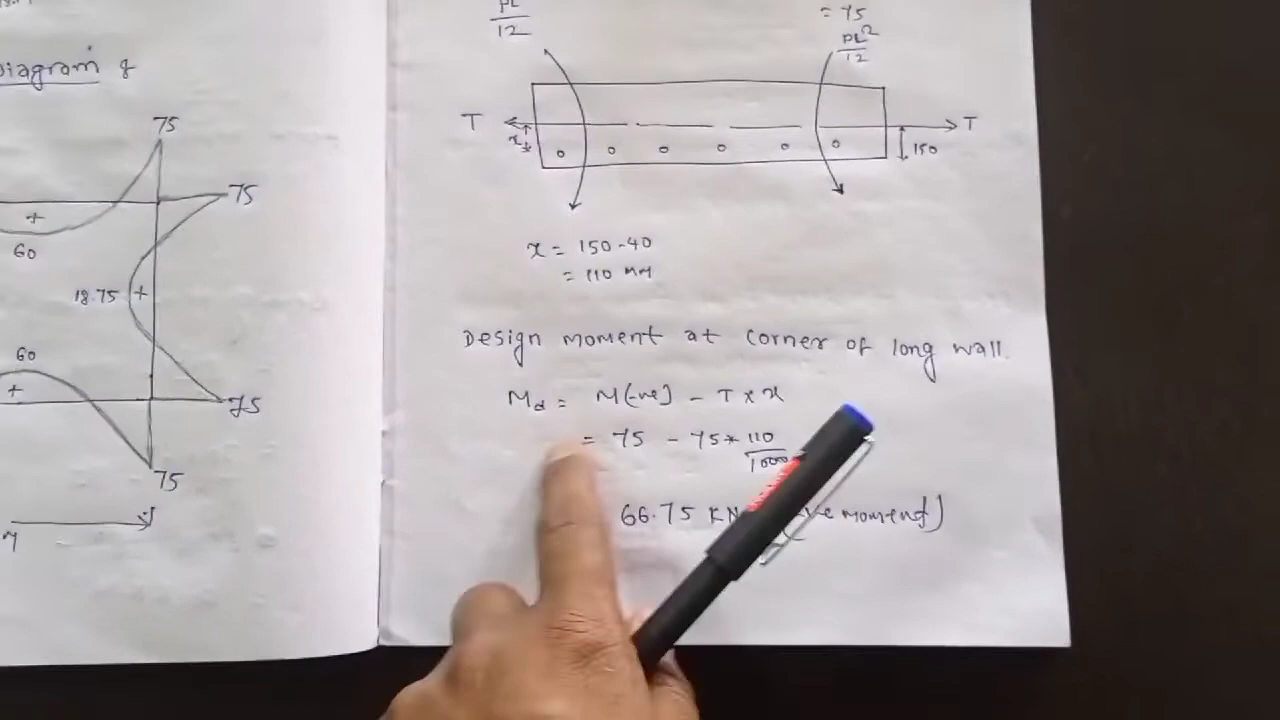 Diagram :
75
75
+
60
18.75 +
60
+
75
75
PL
12
= 75
PL²
12
T
T
x
150
x = 150-40
= 110 mm
Design moment at corner of long wall.
Md = M(-ve) - T*x
= 75 - 75* 110
1000
66.75 KN
ve moment)